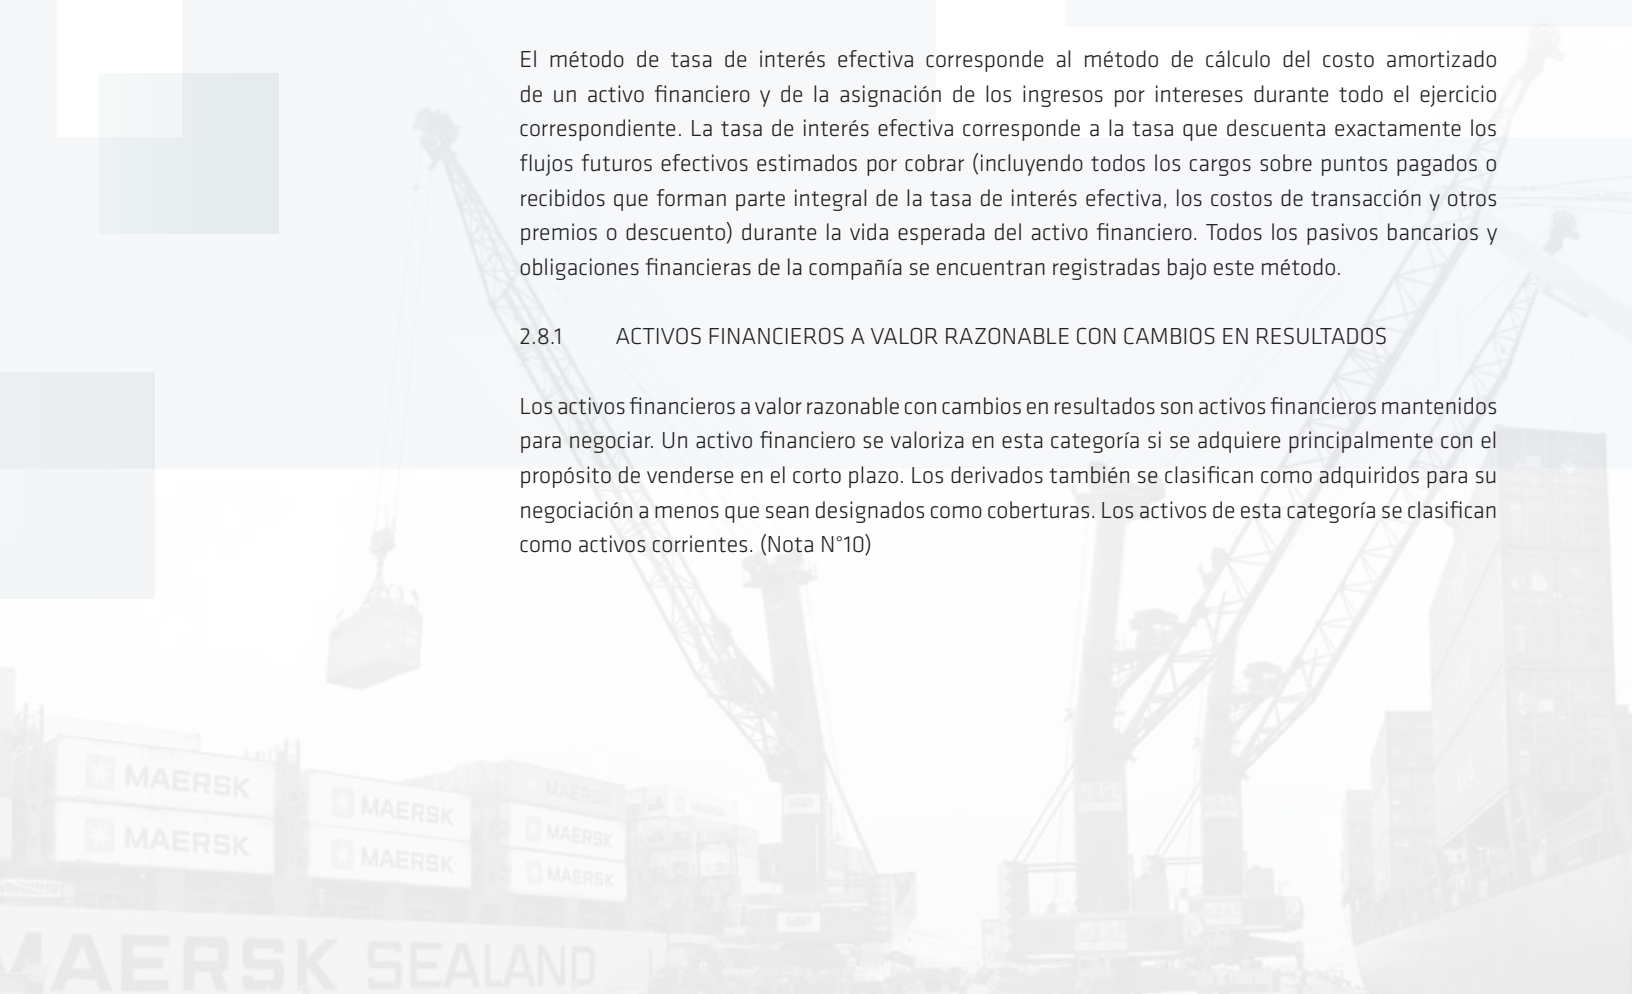 El método de tasa de interés efectiva corresponde al método de cálculo del costo amortizado
de un activo financiero y de la asignación de los ingresos por intereses durante todo el ejercicio
correspondiente. La tasa de interés efectiva corresponde a la tasa que descuenta exactamente los
flujos futuros efectivos estimados por cobrar (incluyendo todos los cargos sobre puntos pagados o
recibidos que forman parte integral de la tasa de interés efectiva, los costos de transacción y otros
premios o descuento) durante la vida esperada del activo financiero. Todos los pasivos bancarios y
obligaciones financieras de la compañía se encuentran registradas bajo este método.
2.8.1 ACTIVOS FINANCIEROS A VALOR RAZONABLE CON CAMBIOS EN RESULTADOS
Los activos financieros a valor razonable con cambios en resultados son activos financieros mantenidos
para negociar. Un activo financiero se valoriza en esta categoría si se adquiere principalmente con el
propósito de venderse en el corto plazo. Los derivados también se clasifican como adquiridos para su
negociación a menos que sean designados como coberturas. Los activos de esta categoría se clasifican
como activos corrientes. (Nota N°10)
MAERSK
MAERSK
MAERSK
MAERSK
MAERSK
MAERSK
MAERSK
MAERSK
MAERSK SEALAND